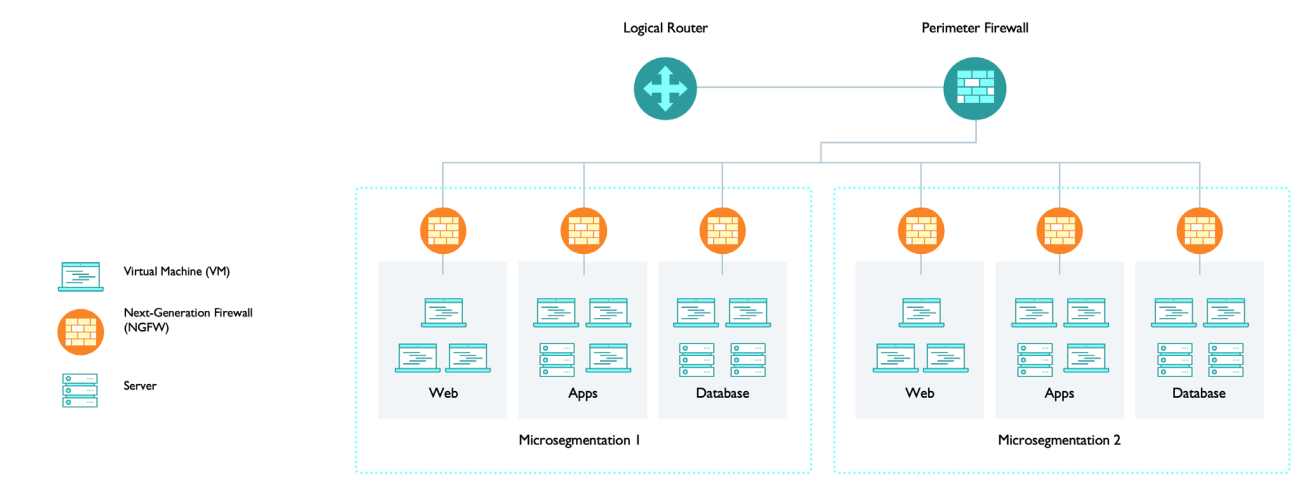 Logical Router
Perimeter Firewall
Virtual Machine (VM)
Next-Generation Firewall
(NGFW)
Server
Web
Apps
Database
Microsegmentation 1
Web
Apps
Database
Microsegmentation 2